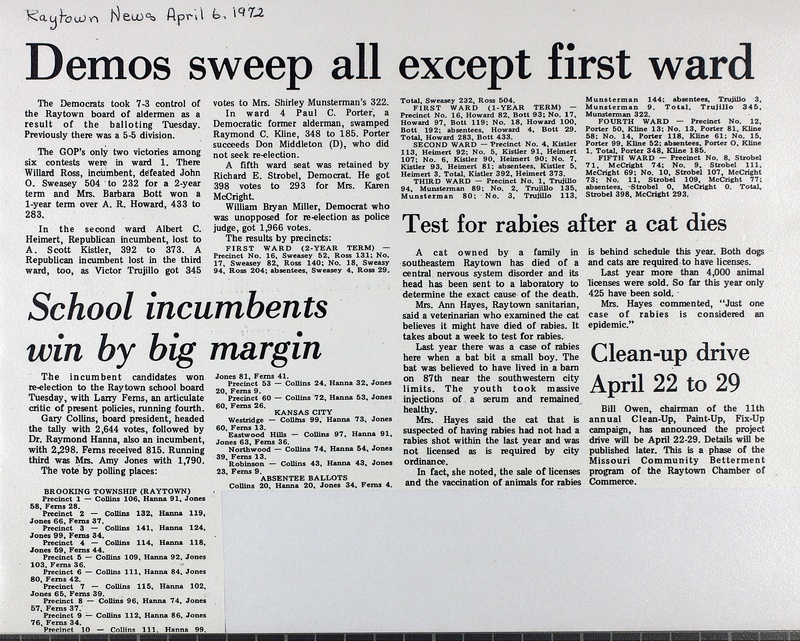 Raytown News April 6, 1972
Demos sweep all except first ward
The Democrats took 7-3 control of
the Raytown board of aldermen as a
result of the balloting Tuesday.
Previously there was a 5-5 division.
The GOP's only two victories among
six contests were in ward 1. There
Willard Ross, incumbent, defeated John
O. Sweasey 504 to 232 for a 2-year
term and Mrs. Barbara Bott won a
1-year term over A. R. Howard, 433 to
283.
In the second ward Albert C.
Heimert, Republican incumbent, lost to
A. Scott Kistler, 392 to 373. A
Republican incumbent lost in the third
ward, too, as Victor Trujillo got 345
votes to Mrs. Shirley Munsterman's 322.
In ward 4 Paul C. Porter, a
Democratic former alderman, swamped
Raymond C. Kline, 348 to 185. Porter
succeeds Don Middleton (D), who did
not seek re-election.
A fifth ward seat was retained by
Richard E. Strobel, Democrat. He got
398 votes to 293 for Mrs. Karen
McCright.
William Bryan Miller, Democrat who
was unopposed for re-election as police
judge, got 1,966 votes.
The results by precincts:
FIRST WARD (2-YEAR TERM) —
Precinct No. 16, Sweasey 52, Ross 131; No.
17, Sweasey 82, Ross 140; No. 18, Sweasy
94, Ross 204; absentees, Sweasey 4, Ross 29.
Total, Sweasey 232, Ross 504.
FIRST WARD (1-YEAR TERM) —
Precinct No. 16, Howard 82, Bott 93; No. 17,
Howard 97, Bott 119; No. 18, Howard 100,
Bott 192; absentees, Howard 4, Bott 29.
Total, Howard 283, Bott 433.
SECOND WARD — Precinct No. 4, Kistler
113, Heimert 92; No. 5, Kistler 91, Heimert
107; No. 6, Kistler 90, Heimert 90; No. 7,
Kistler 93, Heimert 81; absentees, Kistler 5,
Heimert 3. Total, Kistler 392, Heimert 373.
THIRD WARD — Precinct No. 1, Trujillo
94, Munsterman 89; No. 2, Trujillo 135,
Munsterman 80; No. 3, Trujillo 113,
Munsterman 144; absentees, Trujillo 3,
Munsterman 9. Total, Trujillo 345,
Munsterman 322.
FOURTH WARD — Precinct No. 12,
Porter 50, Kline 13; No. 13, Porter 81, Kline
58; No. 14, Porter 118, Kline 61; No. 15,
Porter 99, Kline 52; absentees, Porter O, Kline
1. Total, Porter 348, Kline 185.
FIFTH WARD — Precinct No. 8, Strobel
71, McCright 74; No. 9, Strobel 111,
McCright 69; No. 10, Strobel 107, McCright
73; No. 11, Strobel 109, McCright 77;
absentees, Strobel 0, McCright 0. Total,
Strobel 398, McCright 293.
School incumbents
win by big margin
The incumbent candidates won
re-election to the Raytown school board
Tuesday, with Larry Ferns, an articulate
critic of present policies, running fourth.
Gary Collins, board president, headed
the tally with 2,644 votes, followed by
Dr. Raymond Hanna, also an incumbent,
with 2,298. Ferns received 815. Running
third was Mrs. Amy Jones with 1,790.
The vote by polling places:
BROOKING TOWNSHIP (RAYTOWN)
Precinct 1 — Collins 106, Hanna 91, Jones
58, Ferns 28.
Precinct 2 — Collins 132, Hanna 119,
Jones 66, Ferns 37.
Precinct 3 — Collins 141, Hanna 124,
Jones 99, Ferns 34.
Precinct 4 — Collins 114, Hanna 118,
Jones 59, Ferns 44.
Precinct 5 — Collins 109, Hanna 92, Jones
103, Ferns 36.
Precinct 6 — Collins 111, Hanna 84, Jones
80, Ferns 42.
Precinct 7 — Collins 115, Hanna 102,
Jones 65, Ferns 39.
Precinct 8 — Collins 96, Hanna 74, Jones
57, Ferns 37.
Precinct 9 — Collins 112, Hanna 86, Jones
76, Ferns 34.
Precinct 10 — Collins 111, Hanna 99,
Jones 81, Ferns 41.
Precinct 53 — Collins 24, Hanna 32, Jones
20, Ferns 9.
Precinct 60 — Collins 72, Hanna 53, Jones
60, Ferns 26.
KANSAS CITY
Westridge — Collins 99, Hanna 73, Jones
60, Ferns 13.
Eastwood Hills — Collins 97, Hanna 91,
Jones 63, Ferns 36.
Northwood — Collins 74, Hanna 54, Jones
39, Ferns 13.
Robinson — Collins 43, Hanna 43, Jones
23, Ferns 9.
ABSENTEE BALLOTS
Collins 20, Hanna 20, Jones 34, Ferns 4.
Test for rabies after a cat dies
A cat owned by a family in
southeastern Raytown has died of a
central nervous system disorder and its
head has been sent to a laboratory to
determine the exact cause of the death.
Mrs. Ann Hayes, Raytown sanitarian,
said a veterinarian who examined the cat
believes it might have died of rabies. It
takes about a week to test for rabies.
Last year there was a case of rabies
here when a bat bit a small boy. The
bat was believed to have lived in a barn
on 87th near the southwestern city
limits. The youth took massive
injections of a serum and remained
healthy.
Mrs. Hayes said the cat that is
suspected of having rabies had not had a
rabies shot within the last year and was
not licensed as is required by city
ordinance.
In fact, she noted, the sale of licenses
and the vaccination of animals for rabies
is behind schedule this year. Both dogs
and cats are required to have licenses.
Last year more than 4,000 animal
licenses were sold. So far this year only
425 have been sold.
Mrs. Hayes commented, "Just one
case of rabies is considered an
epidemic."
Clean-up drive
April 22 to 29
Bill Owen, chairman of the 11th
annual Clean-Up, Paint-Up, Fix-Up
campaign, has announced the project
drive will be April 22-29. Details will be
published later. This is a phase of the
Missouri Community Betterment
program of the Raytown Chamber of
Commerce.